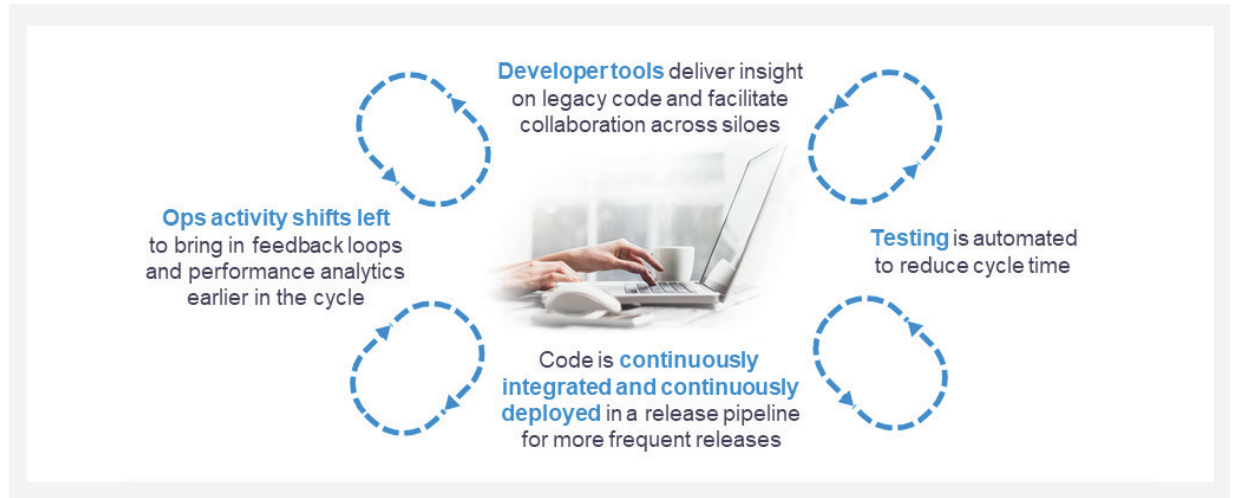 Developer tools deliver insight
on legacy code and facilitate
collaboration across siloes
Ops activity shifts left
to bring in feedback loops
and performance analytics
earlier in the cycle
Testing is automated
to reduce cycle time
Code is continuously
integrated and continuously
deployed in a release pipeline
for more frequent releases